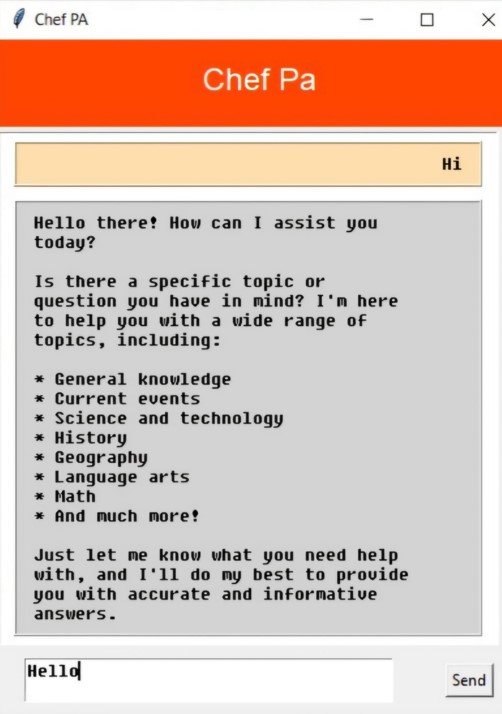 Chef PA
Chef Pa
Hi
Hello there! How can I assist you
today?
Is there a specific topic or
question you have in mind? I'm here
to help you with a wide range of
topics, including:
* General knowledge
* Current events
* Science and technology
* History
* Geography
* Language arts
* Math
* And much more!
Just let me know what you need help
with, and I'll do my best to provide
you with accurate and informative
answers.
Hello
Send